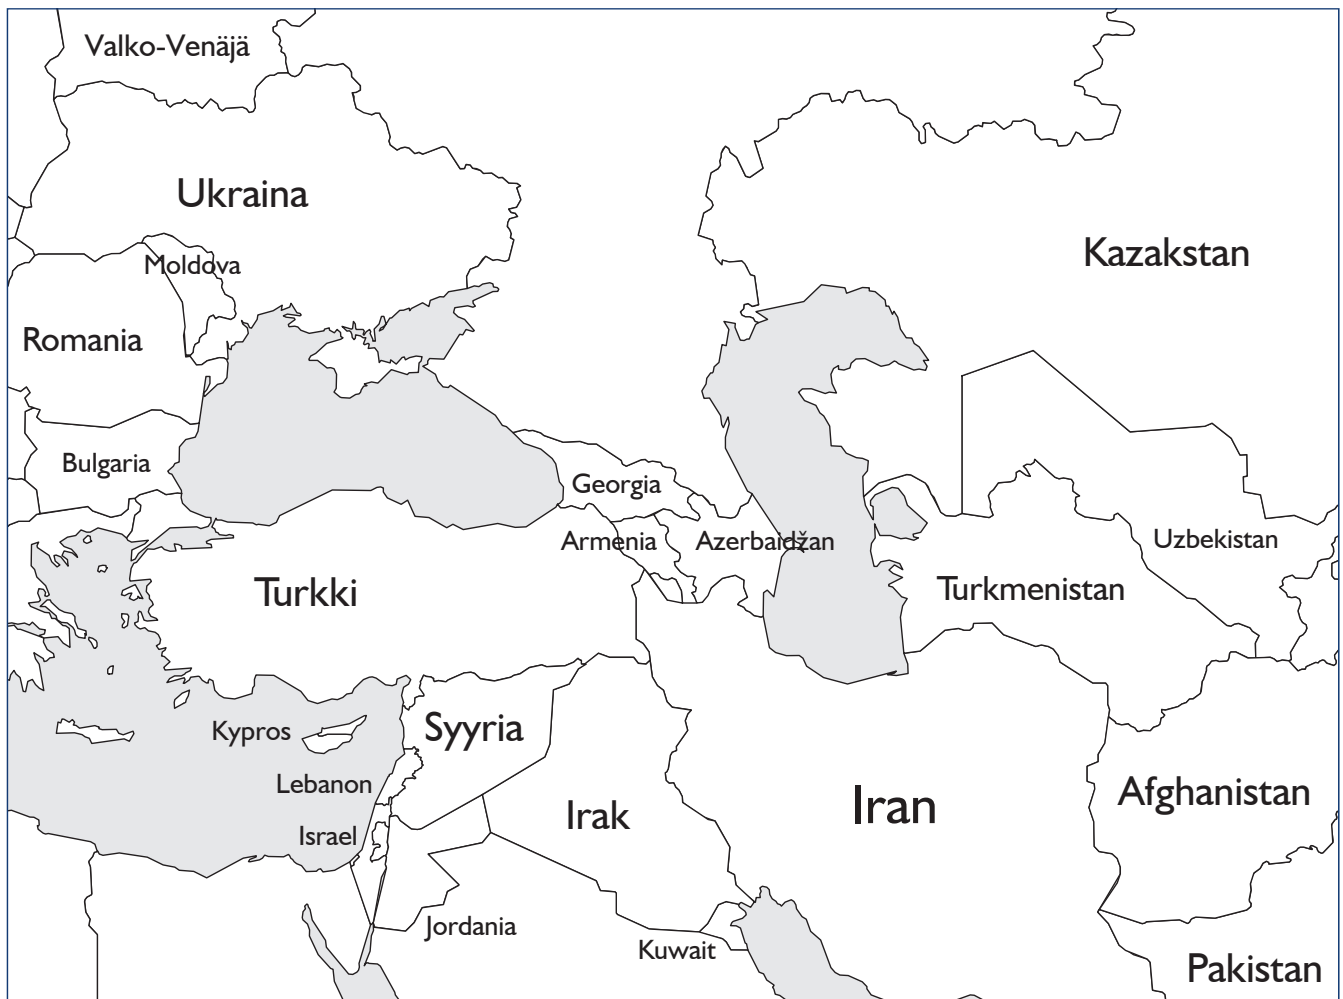 Valko-Venäjä
Ukraina
Kazakstan
Moldova
Romania
Bulgaria
Georgia
Armenia
Azerbaidžan
Uzbekistan
Turkki
Turkmenistan
Kypros
Syyria
Lebanon
Irak
Iran
Afghanistan
Israel
Jordania
Kuwait
Pakistan